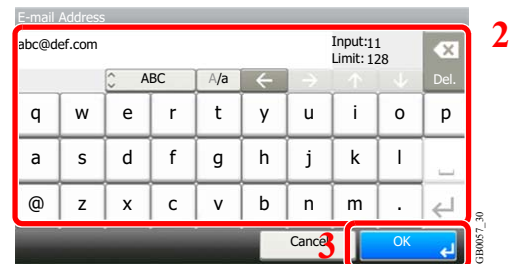 E-mail Address
abc@def.com
Input:11
Limit: 128
Del.
ABC
A/a
q w e r t y u i o p
a s d f g h j k l
@ z x c v b n m .
Cancel
OK
2
3
GB0057_30